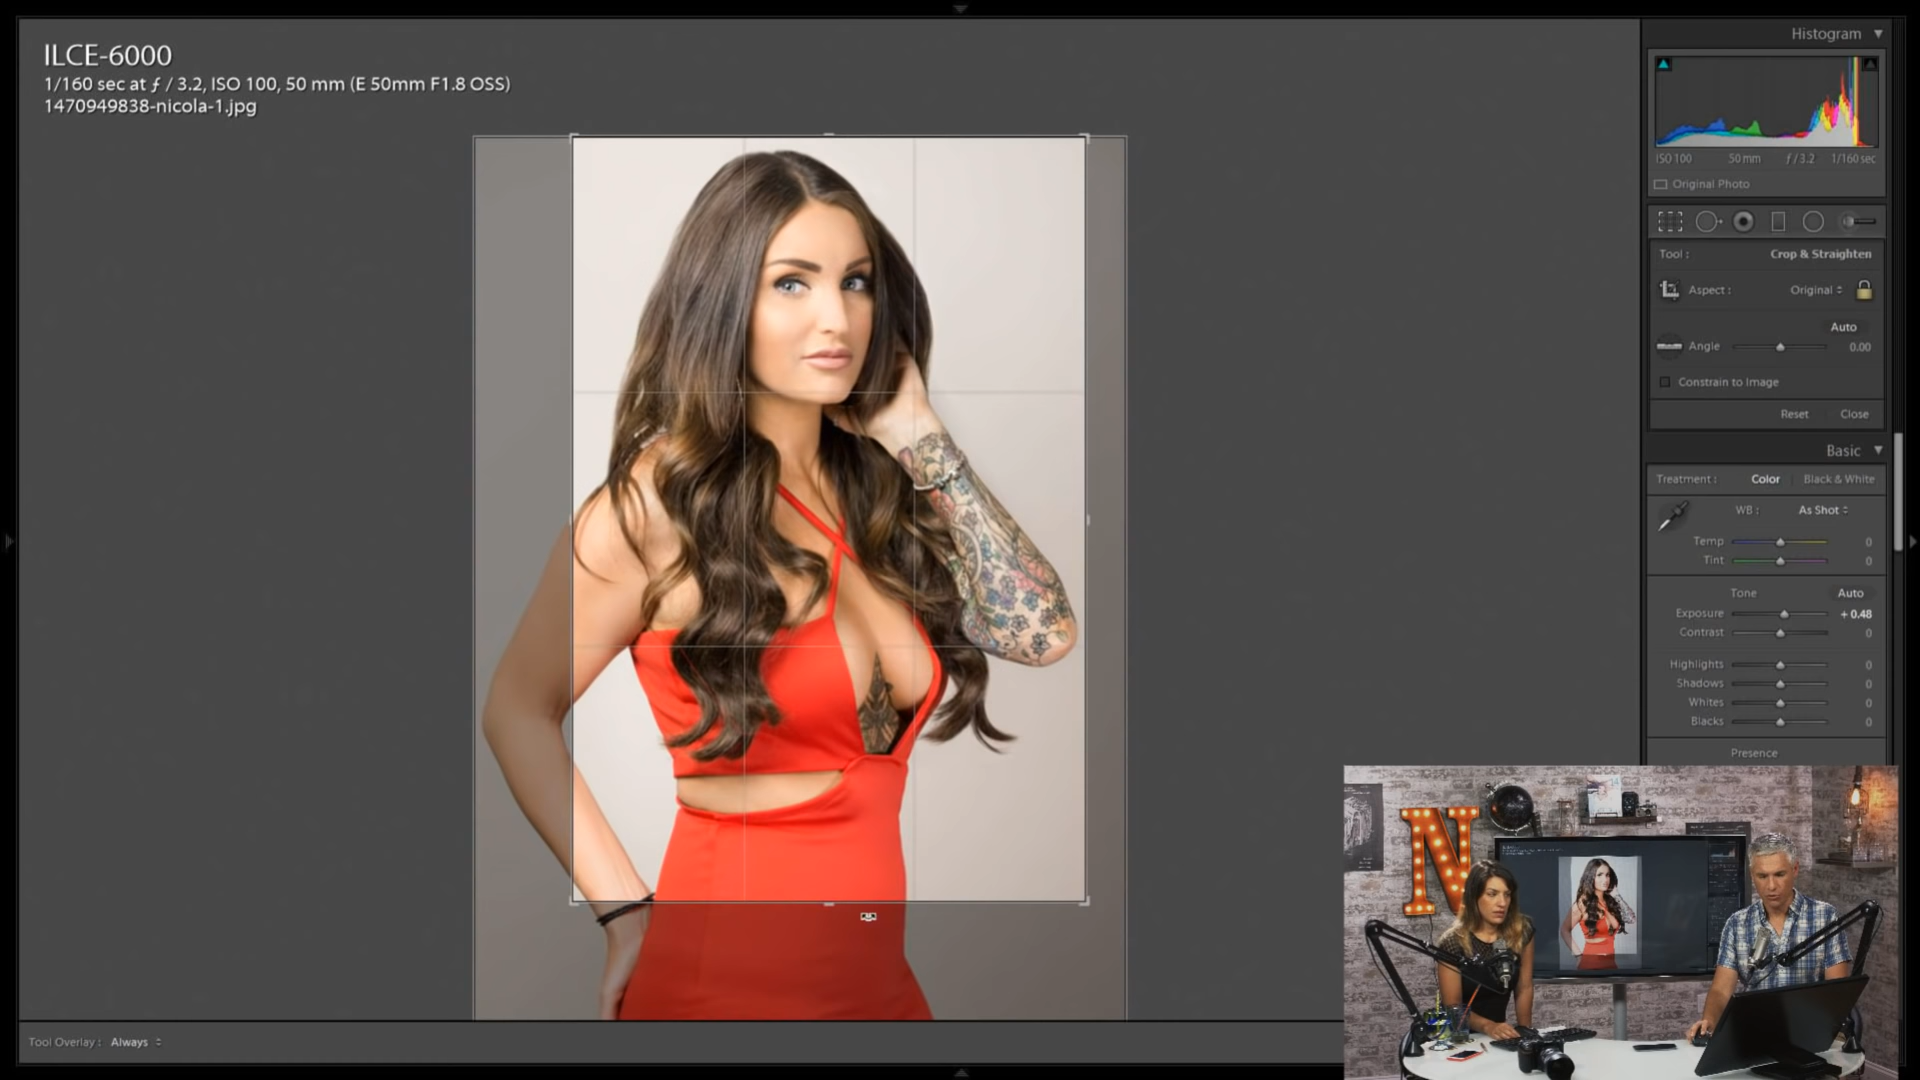 ILCE-6000
1/160 sec at ƒ / 3.2, ISO 100, 50 mm (E 50mm F1.8 OSS)
1470949838-nicola-1.jpg
Histogram
ISO 100 50 mm ƒ / 3.2 1/160 sec
Original Photo
Tool : Crop & Straighten
Aspect : Original
Auto
Angle 0.00
Constrain to Image
Reset Close
Basic
Treatment : Color Black & White
WB : As Shot
Temp 0
Tint 0
Tone Auto
Exposure + 0.48
Contrast 0
Highlights 0
Shadows 0
Whites 0
Blacks 0
Presence
N
Tool Overlay : Always